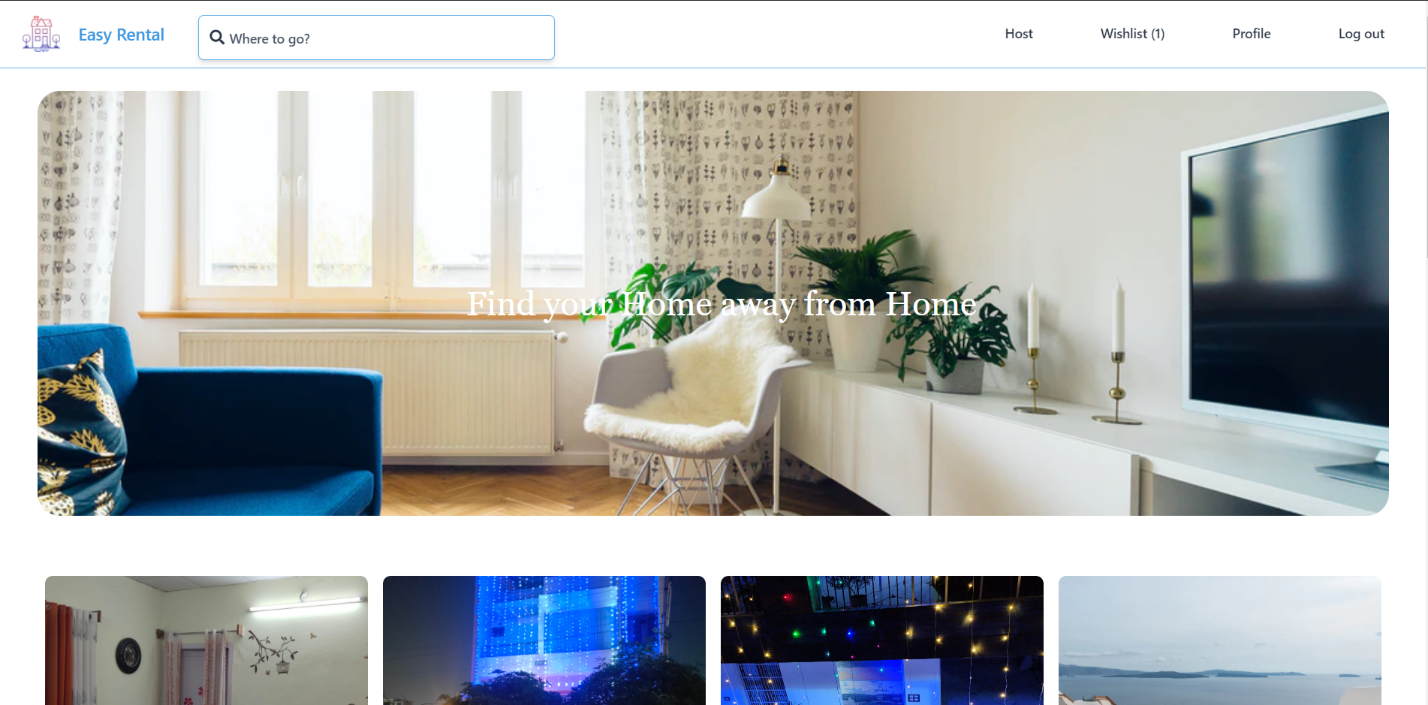 Easy Rental
Where to go?
Host
Wishlist (1)
Profile
Log out
Find your Home away from Home